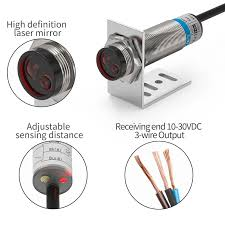 High definition
laser mirror
Adjustable
sensing distance
Receiving end 10-30VDC
3-wire Output